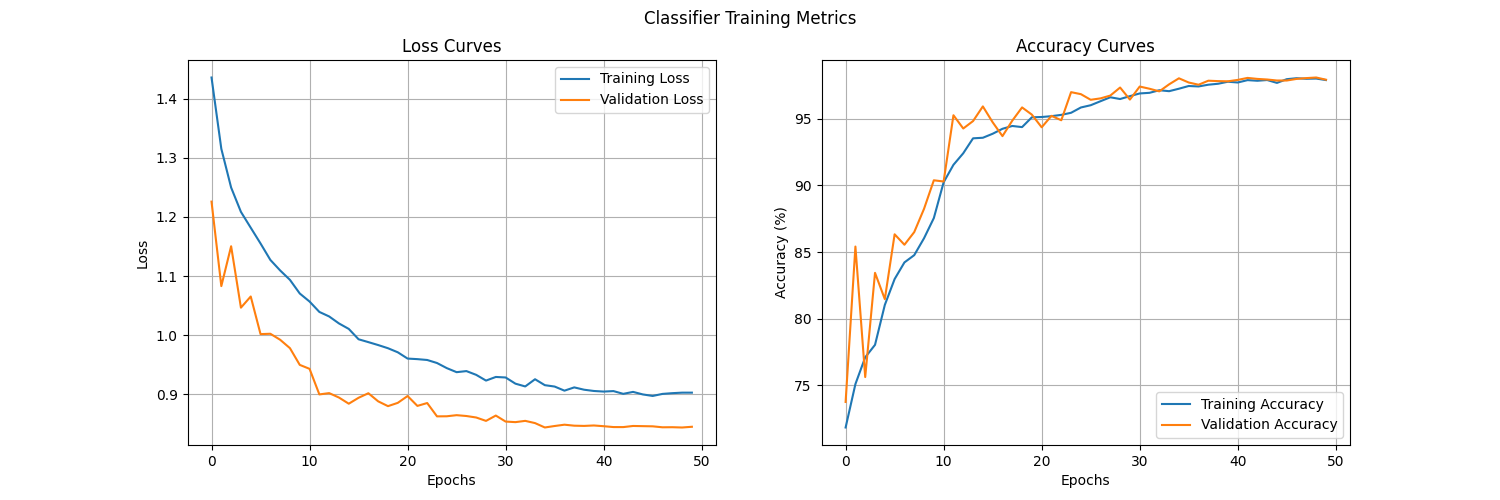 Classifier Training Metrics
Loss Curves
Training Loss
Validation Loss
1.4
1.3
1.2
1.1
1.0
0.9
Loss
0 10 20 30 40 50
Epochs
Accuracy Curves
95
90
85
80
75
Accuracy (%)
Training Accuracy
Validation Accuracy
0 10 20 30 40 50
Epochs